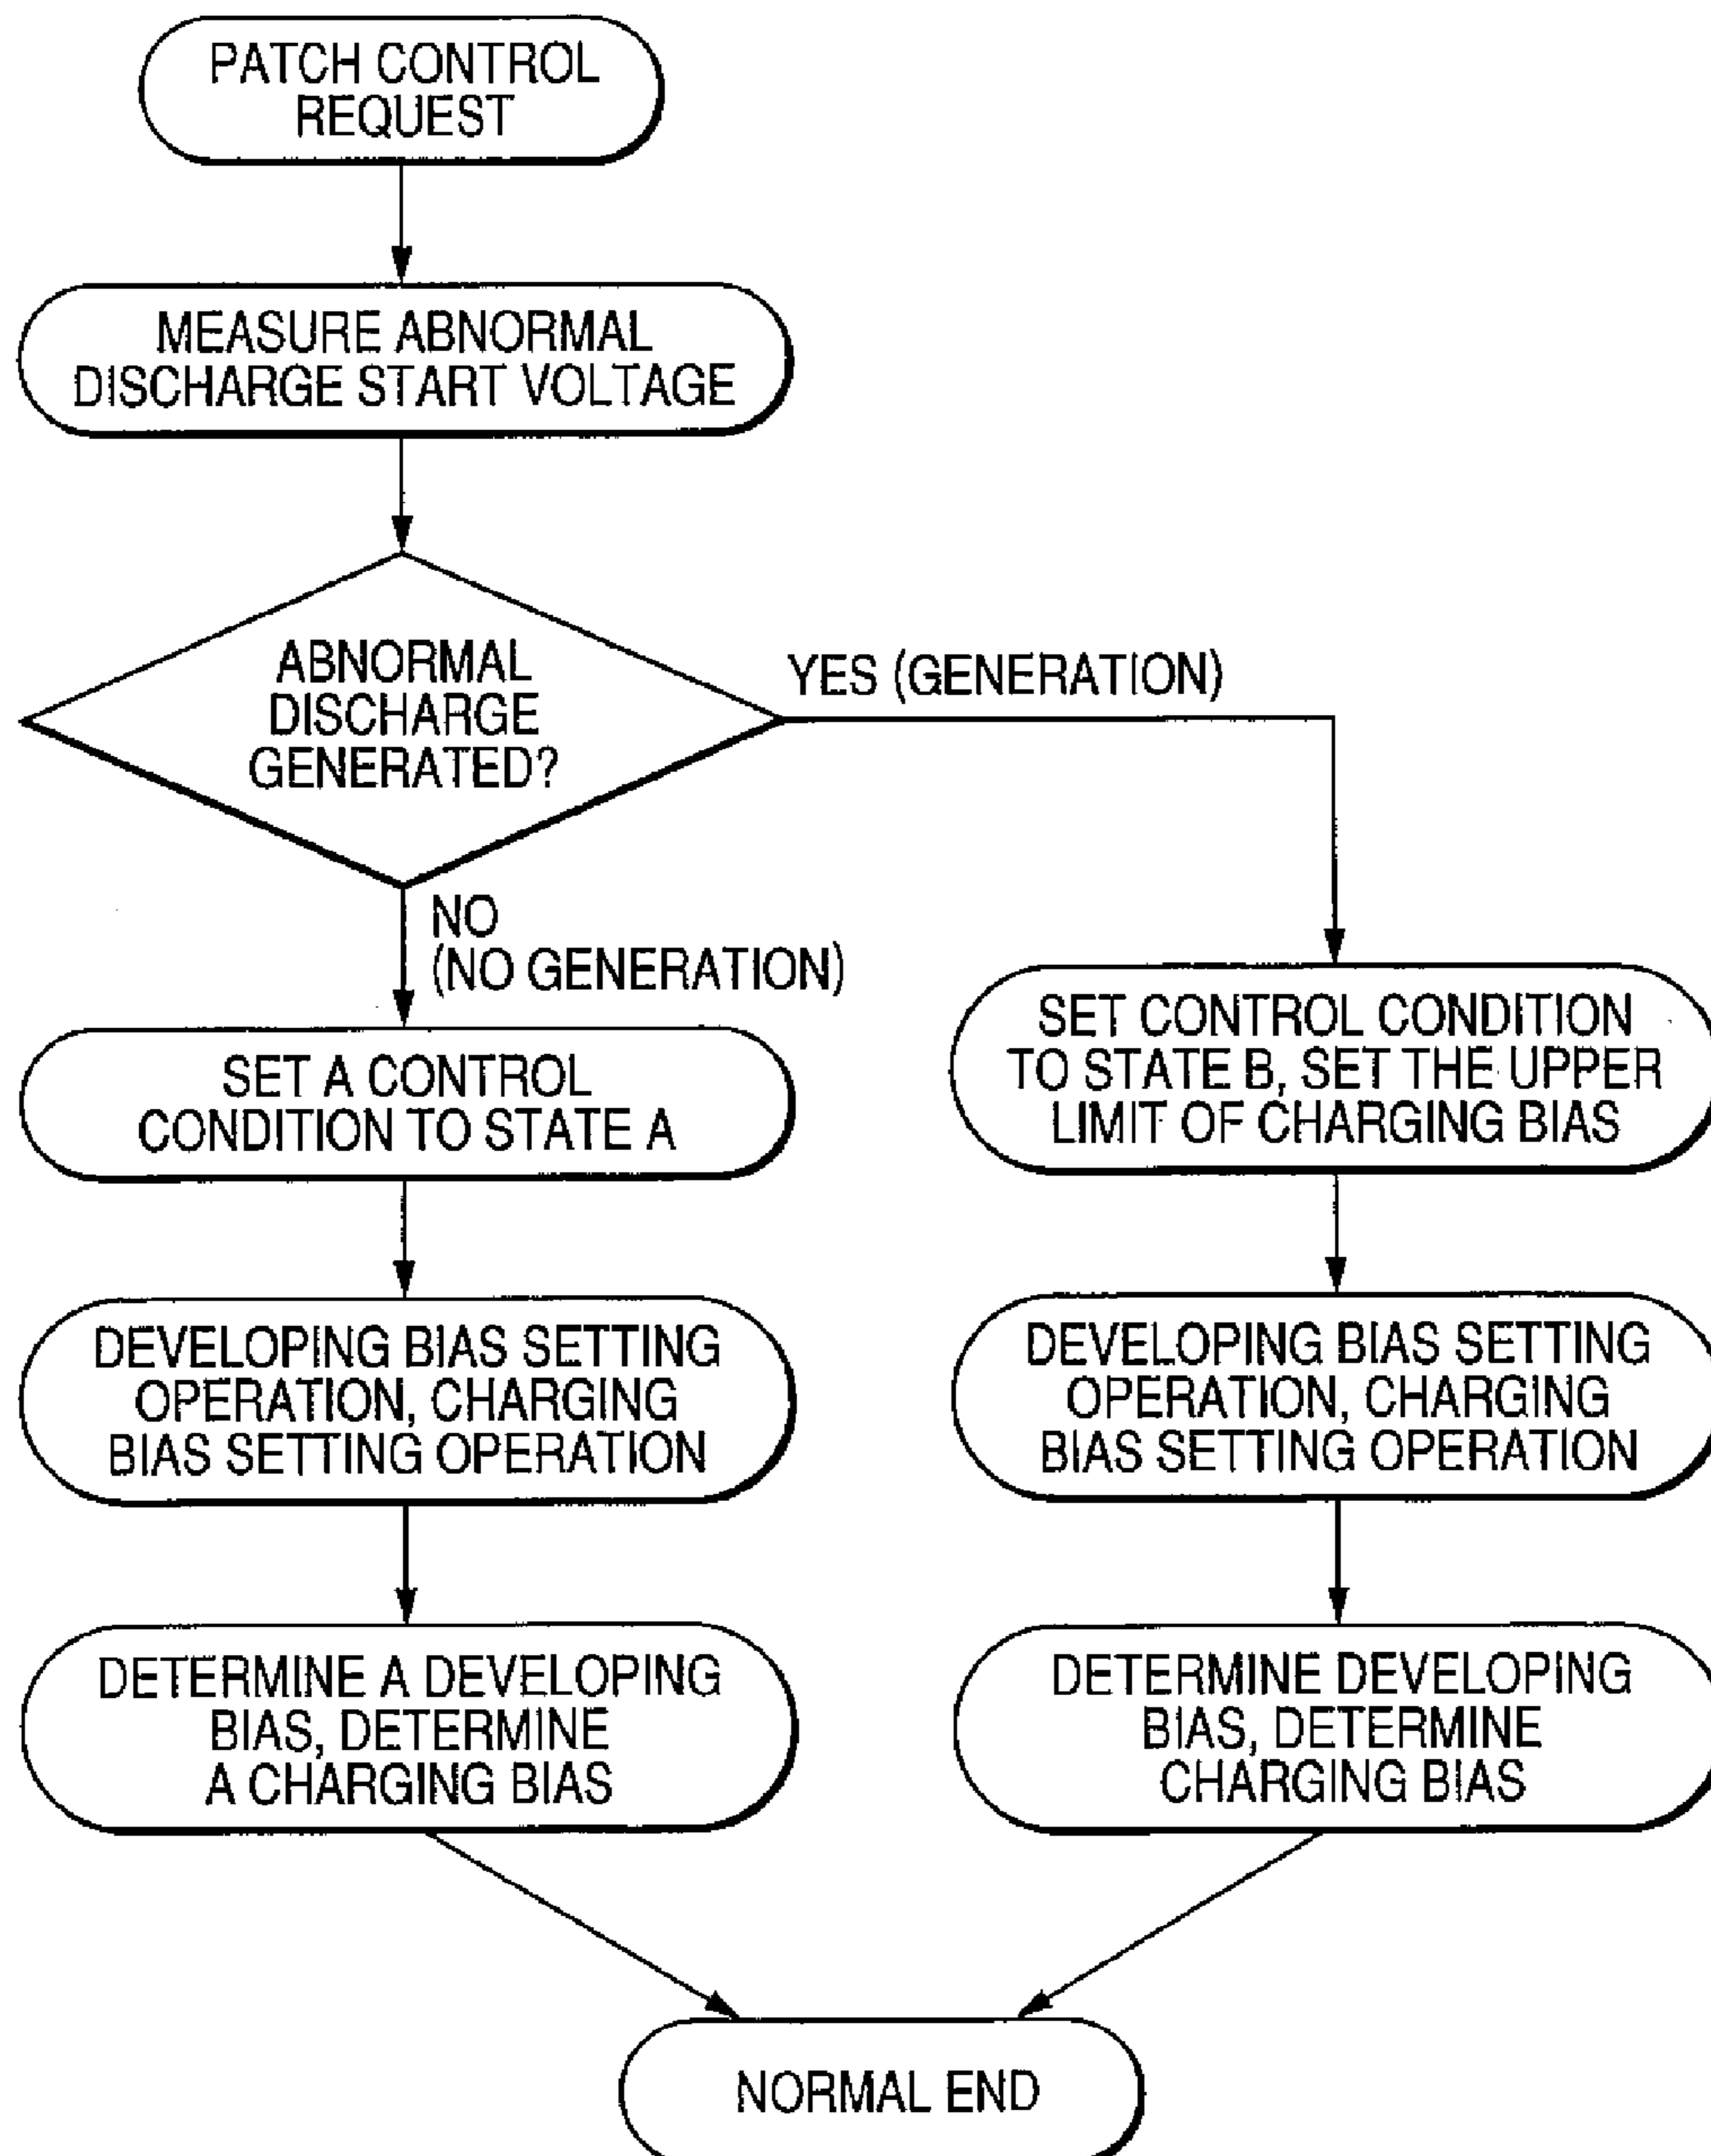 PATCH CONTROL
REQUEST
MEASURE ABNORMAL
DISCHARGE START VOLTAGE
ABNORMAL
DISCHARGE
GENERATED?
YES (GENERATION)
NO
(NO GENERATION)
SET A CONTROL
CONDITION TO STATE A
DEVELOPING BIAS SETTING
OPERATION, CHARGING
BIAS SETTING OPERATION
DETERMINE A DEVELOPING
BIAS, DETERMINE
A CHARGING BIAS
SET CONTROL CONDITION
TO STATE B, SET THE UPPER
LIMIT OF CHARGING BIAS
DEVELOPING BIAS SETTING
OPERATION, CHARGING
BIAS SETTING OPERATION
DETERMINE DEVELOPING
BIAS, DETERMINE
CHARGING BIAS
NORMAL END